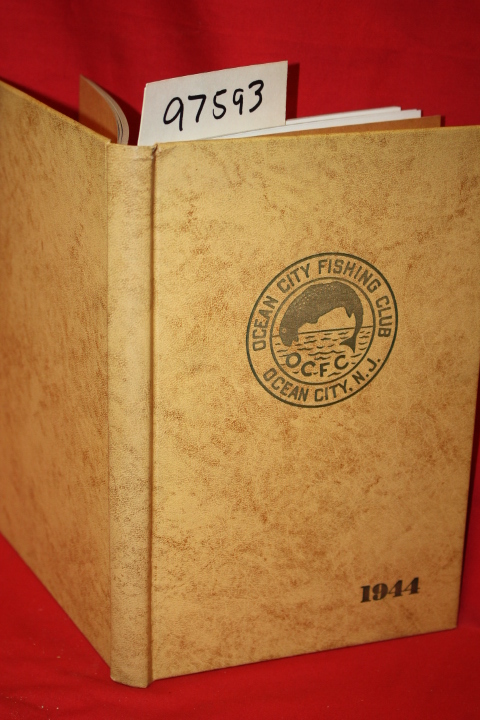 97593
OCEAN CITY FISHING CLUB
O.C.F.C.
OCEAN CITY, N.J.
1944